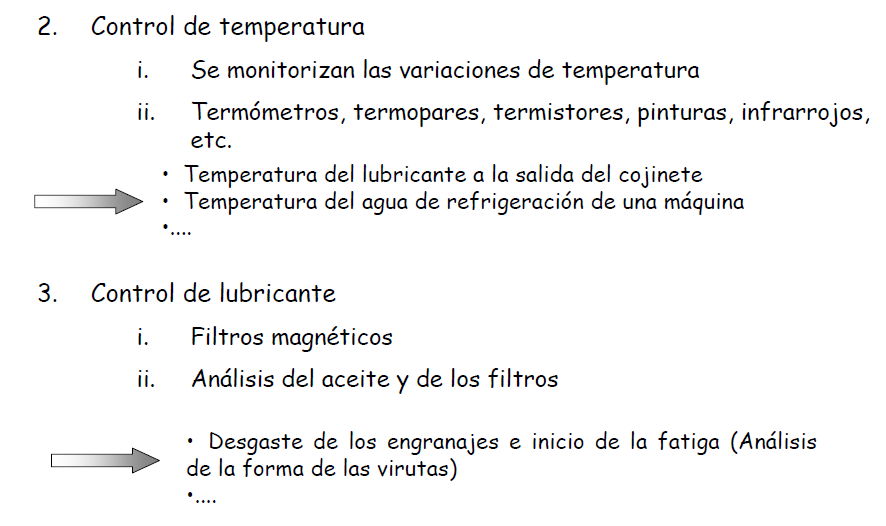 2. Control de temperatura
i. Se monitorizan las variaciones de temperatura
ii. Termómetros, termopares, termistores, pinturas, infrarrojos,
etc.
• Temperatura del lubricante a la salida del cojinete
• Temperatura del agua de refrigeración de una máquina
•....
3. Control de lubricante
i. Filtros magnéticos
ii. Análisis del aceite y de los filtros
• Desgaste de los engranajes e inicio de la fatiga (Análisis
de la forma de las virutas)
•....